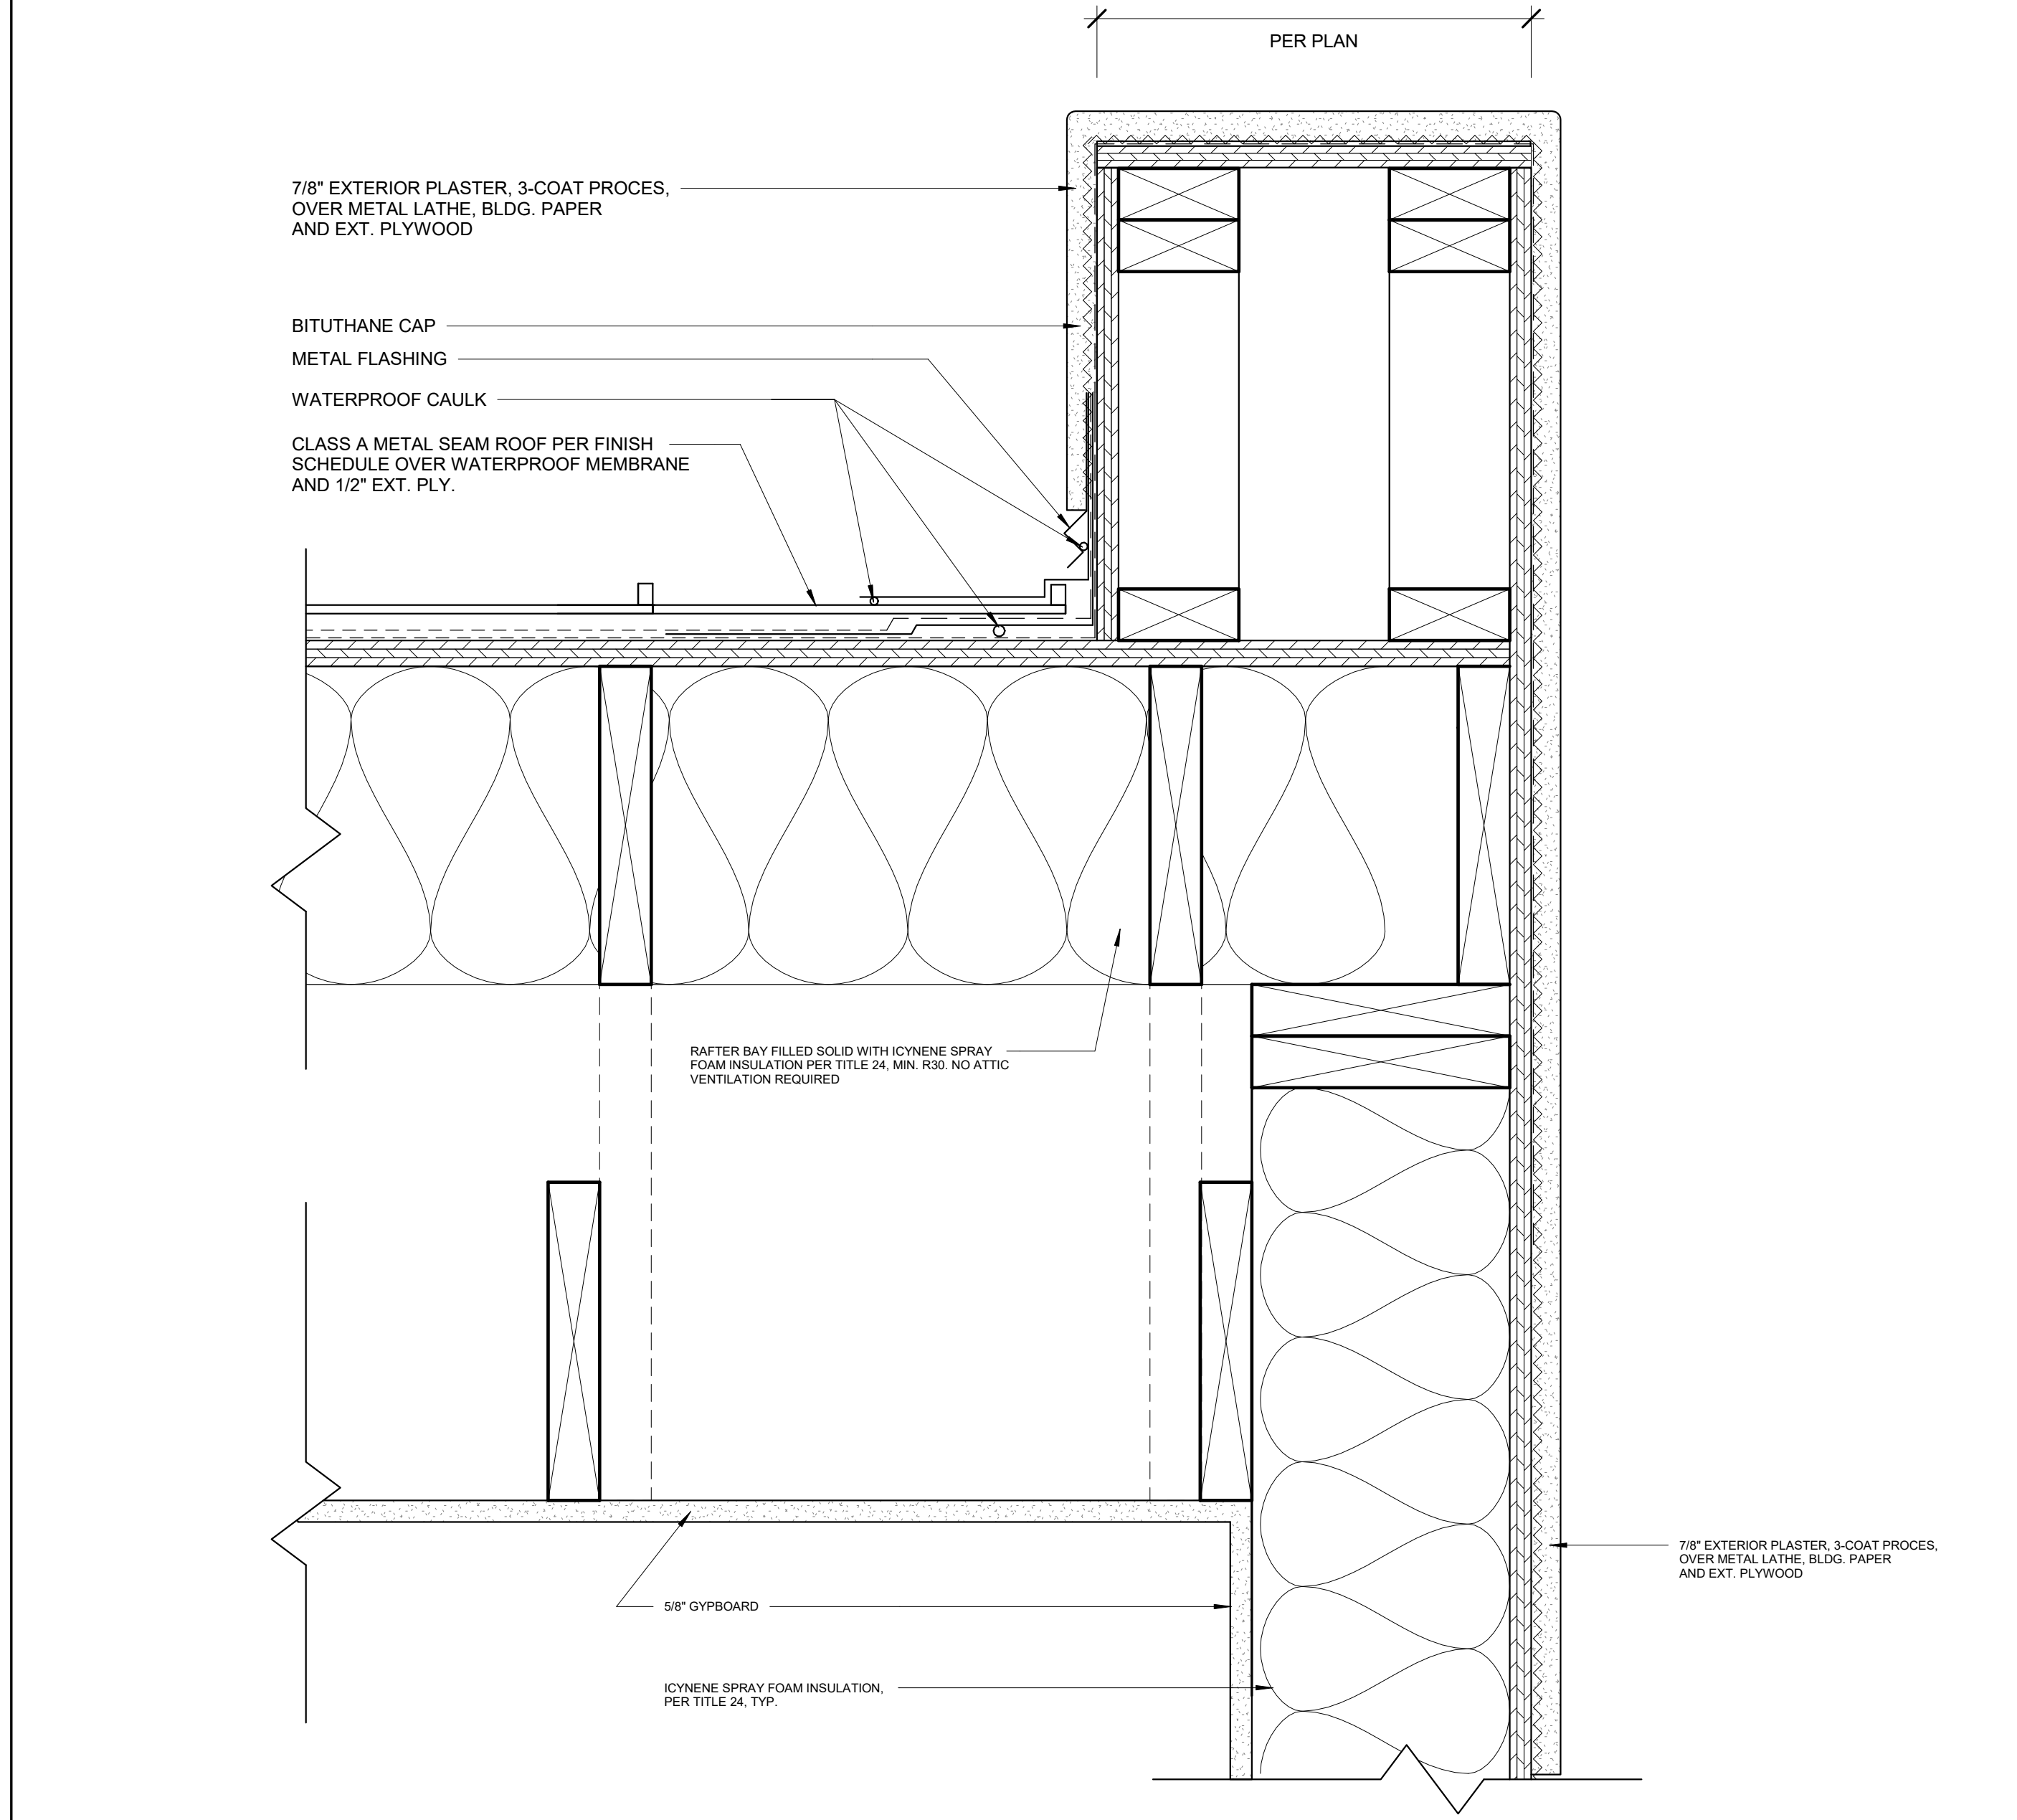 PER PLAN
7/8" EXTERIOR PLASTER, 3-COAT PROCES,
OVER METAL LATHE, BLDG. PAPER
AND EXT. PLYWOOD
BITUTHANE CAP
METAL FLASHING
WATERPROOF CAULK
CLASS A METAL SEAM ROOF PER FINISH
SCHEDULE OVER WATERPROOF MEMBRANE
AND 1/2" EXT. PLY.
RAFTER BAY FILLED SOLID WITH ICYNENE SPRAY
FOAM INSULATION PER TITLE 24, MIN. R30. NO ATTIC
VENTILATION REQUIRED
7/8" EXTERIOR PLASTER, 3-COAT PROCES,
OVER METAL LATHE, BLDG. PAPER
AND EXT. PLYWOOD
5/8" GYPBOARD
ICYNENE SPRAY FOAM INSULATION,
PER TITLE 24, TYP.